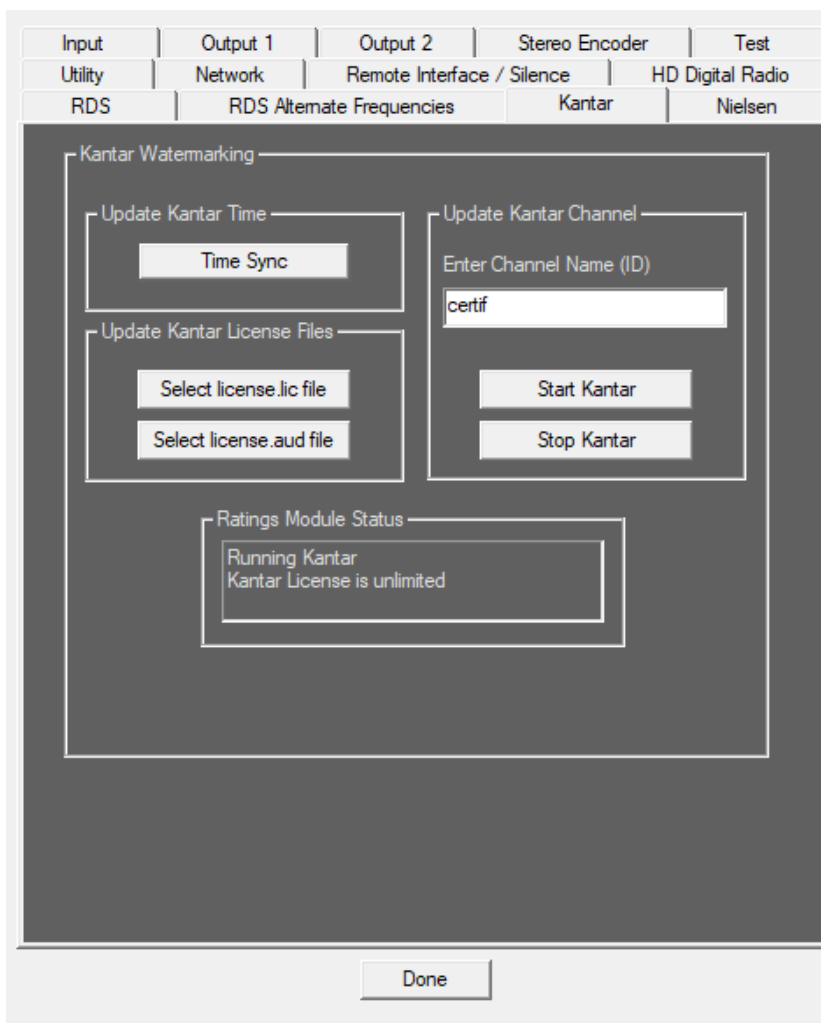 Input Output 1 Output 2 Stereo Encoder Test
Utility Network Remote Interface / Silence HD Digital Radio
RDS RDS Alternate Frequencies Kantar Nielsen
Kantar Watermarking
Update Kantar Time
Time Sync
Update Kantar License Files
Select license.lic file
Select license.aud file
Update Kantar Channel
Enter Channel Name (ID)
certif
Start Kantar
Stop Kantar
Ratings Module Status
Running Kantar
Kantar License is unlimited
Done